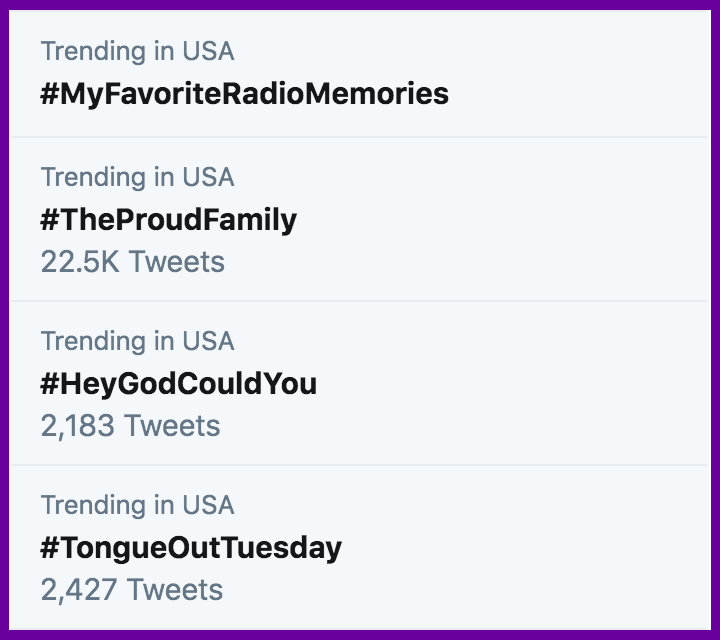 Trending in USA
#MyFavoriteRadioMemories
Trending in USA
#TheProudFamily
22.5K Tweets
Trending in USA
#HeyGodCouldYou
2,183 Tweets
Trending in USA
#TongueOutTuesday
2,427 Tweets